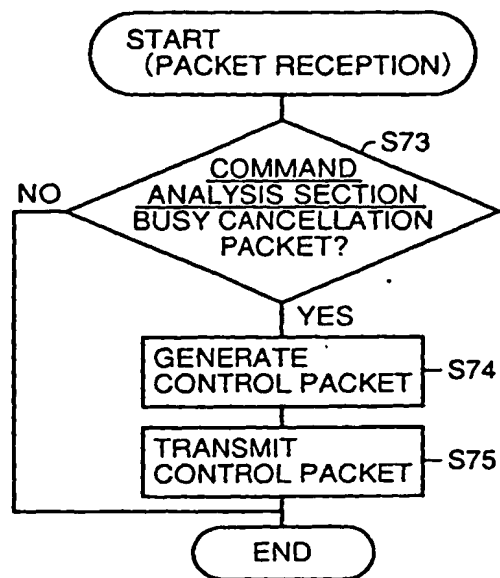 START
(PACKET RECEPTION)
S73
COMMAND
ANALYSIS SECTION
BUSY CANCELLATION
PACKET?
NO
YES
GENERATE
CONTROL PACKET
S74
TRANSMIT
CONTROL PACKET
S75
END